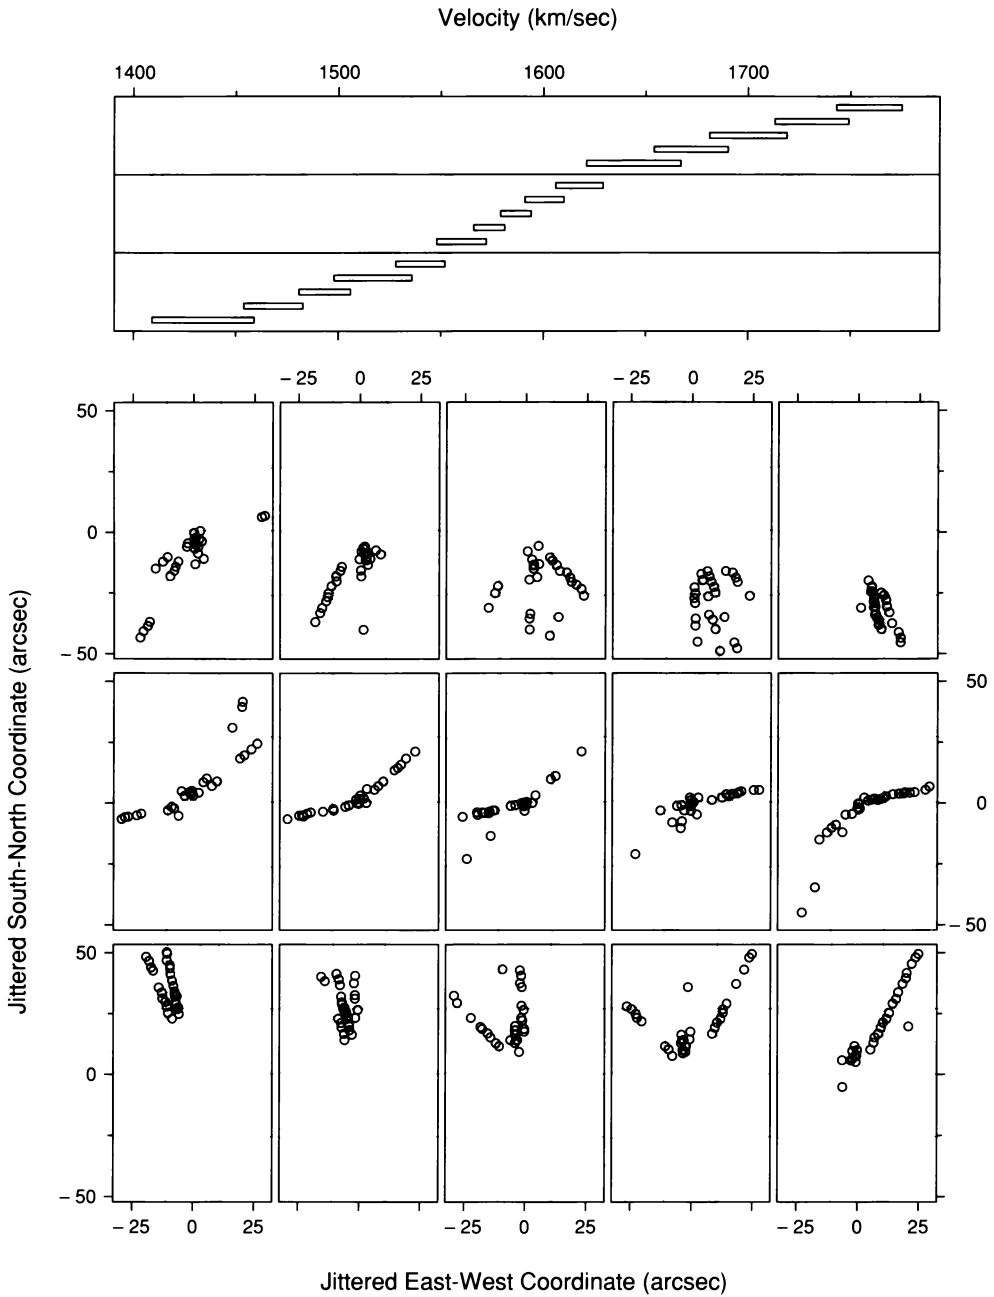 Velocity (km/sec)
1400 1500 1600 1700
− 25 0 25 − 25 0 25
50
0
− 50
50
0
− 50
50
0
− 50
− 25 0 25 − 25 0 25 − 25 0 25
Jittered South-North Coordinate (arcsec)
Jittered East-West Coordinate (arcsec)